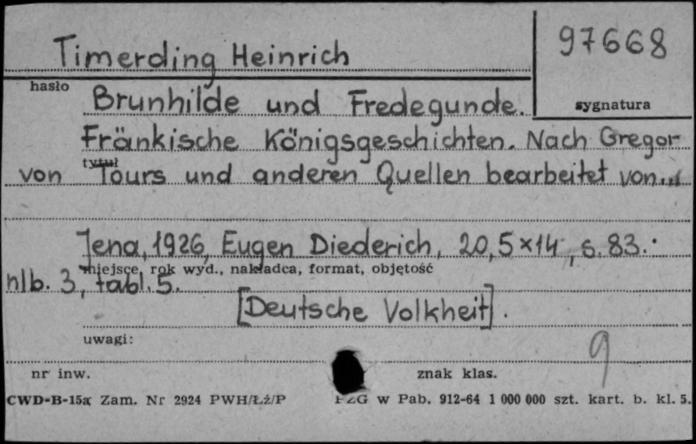 Timerding Heinrich
97668
hasło
sygnatura
Brunhilde und Fredegunde.
Fränkische Königsgeschichten. Nach Gregor
tytuł
von Tours und anderen Quellen bearbeitet von...
Jena, 1926, Eugen Diederich, 20,5×14, s. 83.
miejsce, rok wyd., nakładca, format, objętość
nlb. 3, tabl. 5.
[Deutsche Volkheit].
uwagi:
9
nr inw.
znak klas.
CWD-B-15a Zam. Nr 2924 PWH/Łż/P
PZG w Pab. 912-64 1 000 000 szt. kart. b. kl. 5.